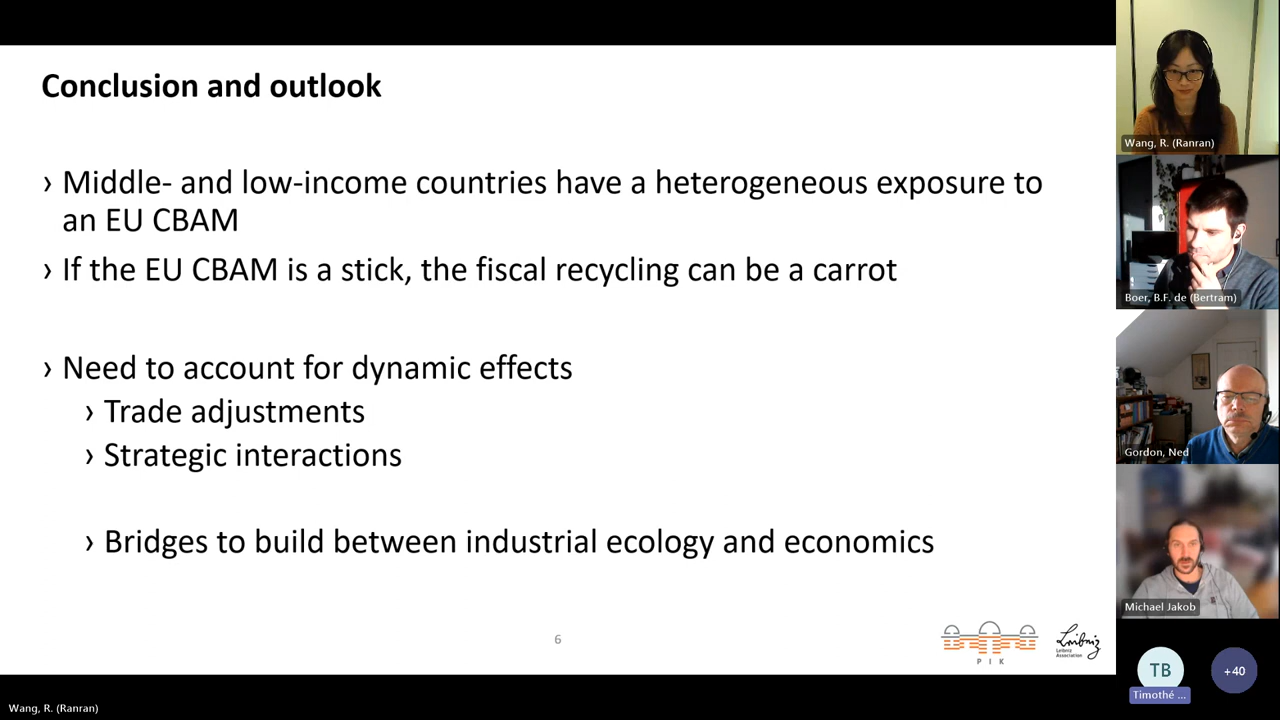 Conclusion and outlook
› Middle- and low-income countries have a heterogeneous exposure to
an EU CBAM
› If the EU CBAM is a stick, the fiscal recycling can be a carrot
› Need to account for dynamic effects
› Trade adjustments
› Strategic interactions
› Bridges to build between industrial ecology and economics
6
P I K
Leibniz
Leibniz
Association
Wang, R. (Ranran)
Boer, B.F. de (Bertram)
Gordon, Ned
Michael Jakob
TB
Timothé ...
+40
Wang, R. (Ranran)